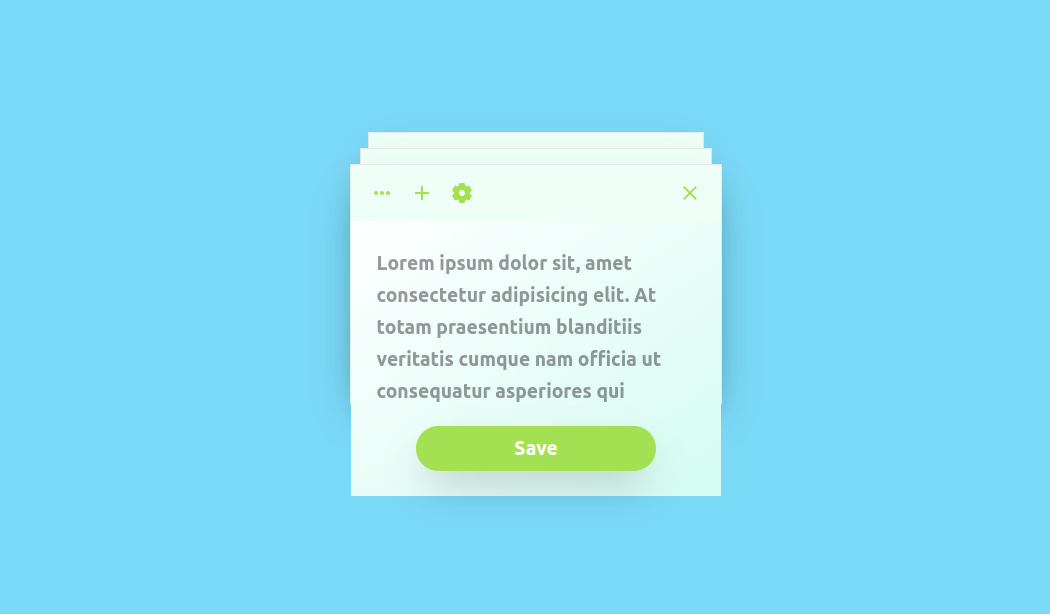 Lorem ipsum dolor sit, amet
consectetur adipisicing elit. At
totam praesentium blanditiis
veritatis cumque nam officia ut
consequatur asperiores qui
Save